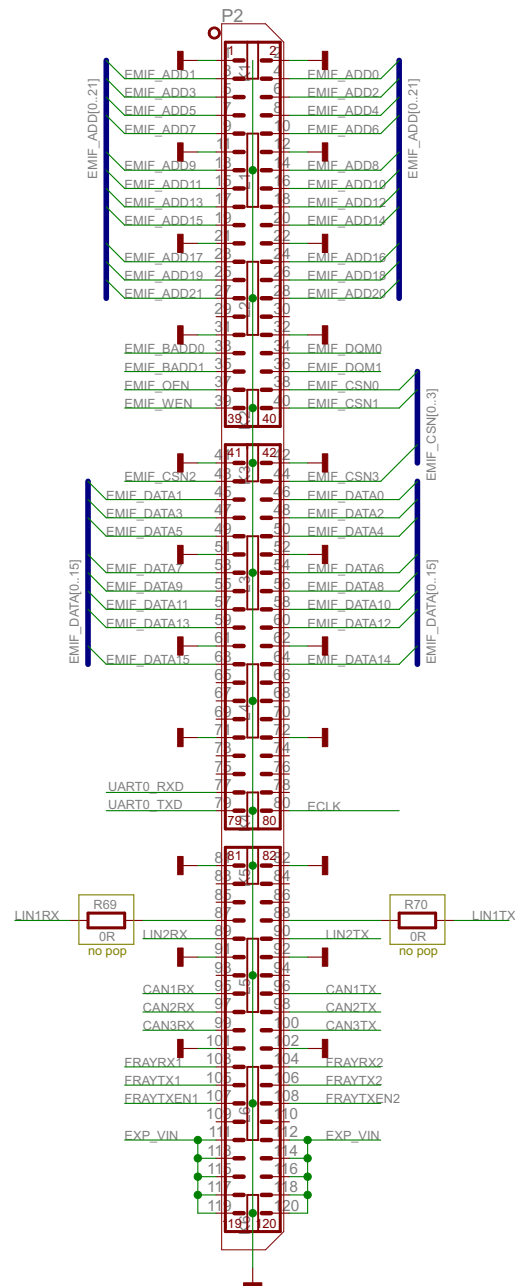 P2
1 2
EMIF_ADD1 3 4 EMIF_ADD0
EMIF_ADD3 5 6 EMIF_ADD2
EMIF_ADD5 7 8 EMIF_ADD4
EMIF_ADD7 9 10 EMIF_ADD6
11 12
EMIF_ADD9 13 14 EMIF_ADD8
EMIF_ADD11 15 16 EMIF_ADD10
EMIF_ADD13 17 18 EMIF_ADD12
EMIF_ADD15 19 20 EMIF_ADD14
21 22
EMIF_ADD17 23 24 EMIF_ADD16
EMIF_ADD19 25 26 EMIF_ADD18
EMIF_ADD21 27 28 EMIF_ADD20
29 30
31 32
EMIF_BADD0 33 34 EMIF_DQM0
EMIF_BADD1 35 36 EMIF_DQM1
EMIF_OEN 37 38 EMIF_CSN0
EMIF_WEN 39 40 EMIF_CSN1
39 40
EMIF_ADD[0..21]
EMIF_ADD[0..21]
EMIF_CSN[0..3]
41 42
41 42
EMIF_CSN2 43 44 EMIF_CSN3
EMIF_DATA1 45 46 EMIF_DATA0
EMIF_DATA3 47 48 EMIF_DATA2
EMIF_DATA5 49 50 EMIF_DATA4
51 52
EMIF_DATA7 53 54 EMIF_DATA6
EMIF_DATA9 55 56 EMIF_DATA8
EMIF_DATA11 57 58 EMIF_DATA10
EMIF_DATA13 59 60 EMIF_DATA12
61 62
EMIF_DATA15 63 64 EMIF_DATA14
65 66
67 68
69 70
71 72
73 74
75 76
UART0_RXD 77 78
UART0_TXD 79 80 ECLK
79 80
EMIF_DATA[0..15]
EMIF_DATA[0..15]
81 82
81 82
83 84
85 86
R69 R70
LIN1RX 87 88 LIN1TX
0R 0R
no pop no pop
LIN2RX 89 90 LIN2TX
91 92
93 94
CAN1RX 95 96 CAN1TX
CAN2RX 97 98 CAN2TX
CAN3RX 99 100 CAN3TX
101 102
FRAYRX1 103 104 FRAYRX2
FRAYTX1 105 106 FRAYTX2
FRAYTXEN1 107 108 FRAYTXEN2
109 110
EXP_VIN 111 112 EXP_VIN
113 114
115 116
117 118
119 120
19 120